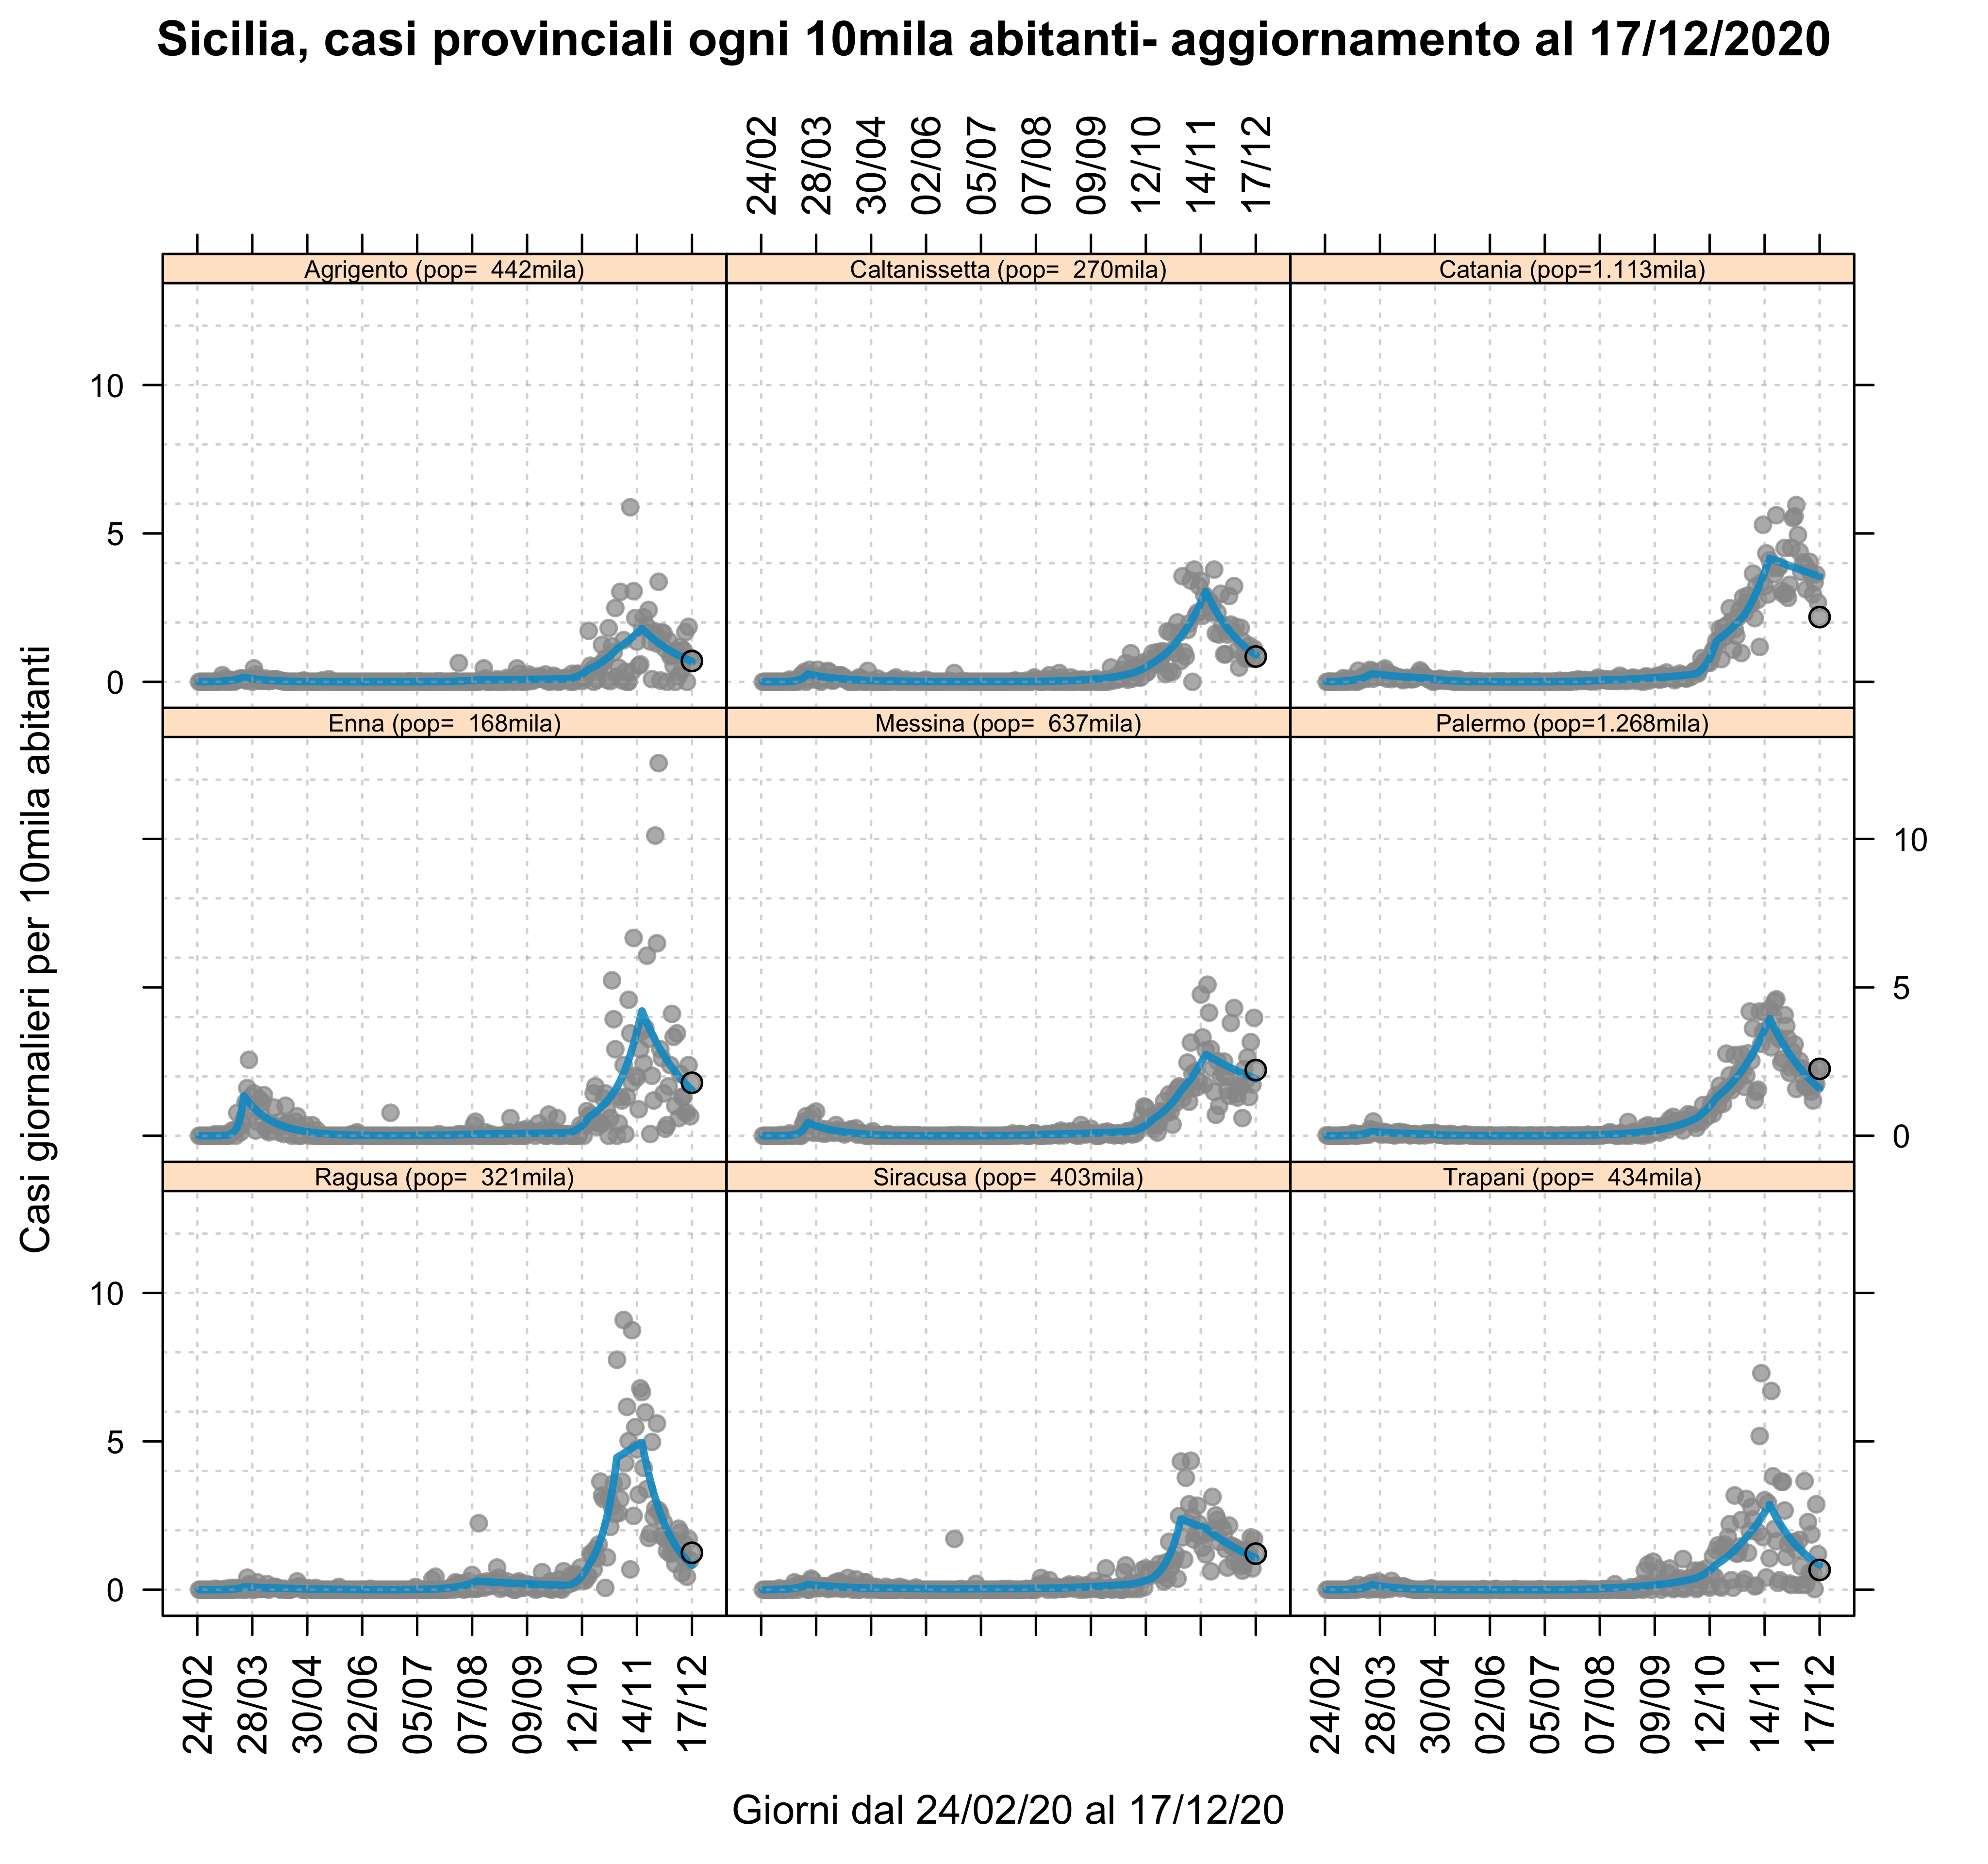 Sicilia, casi provinciali ogni 10mila abitanti- aggiornamento al 17/12/2020
24/02 28/03 30/04 02/06 05/07 07/08 09/09 12/10 14/11 17/12
Agrigento (pop=  442mila) Caltanissetta (pop=  270mila) Catania (pop=1.113mila)
10
5
0
Enna (pop=  168mila) Messina (pop=  637mila) Palermo (pop=1.268mila)
10
5
0
Casi giornalieri per 10mila abitanti
Ragusa (pop=  321mila) Siracusa (pop=  403mila) Trapani (pop=  434mila)
10
5
0
24/02 28/03 30/04 02/06 05/07 07/08 09/09 12/10 14/11 17/12 24/02 28/03 30/04 02/06 05/07 07/08 09/09 12/10 14/11 17/12
Giorni dal 24/02/20 al 17/12/20